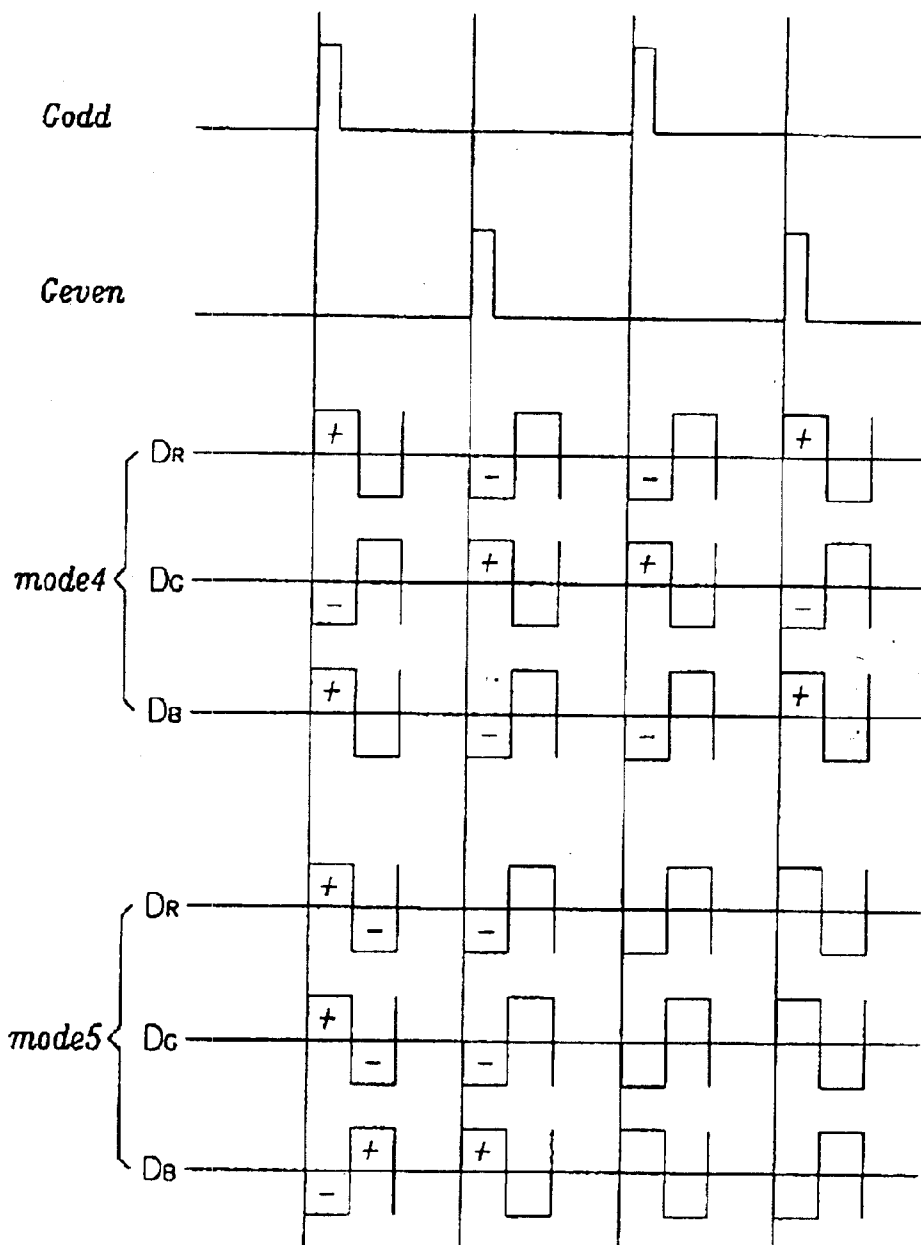 Godd
Geven
DR + - - +
mode4 DG - + + -
DB + - - +
DR + - -
mode5 DG + - -
DB - + +